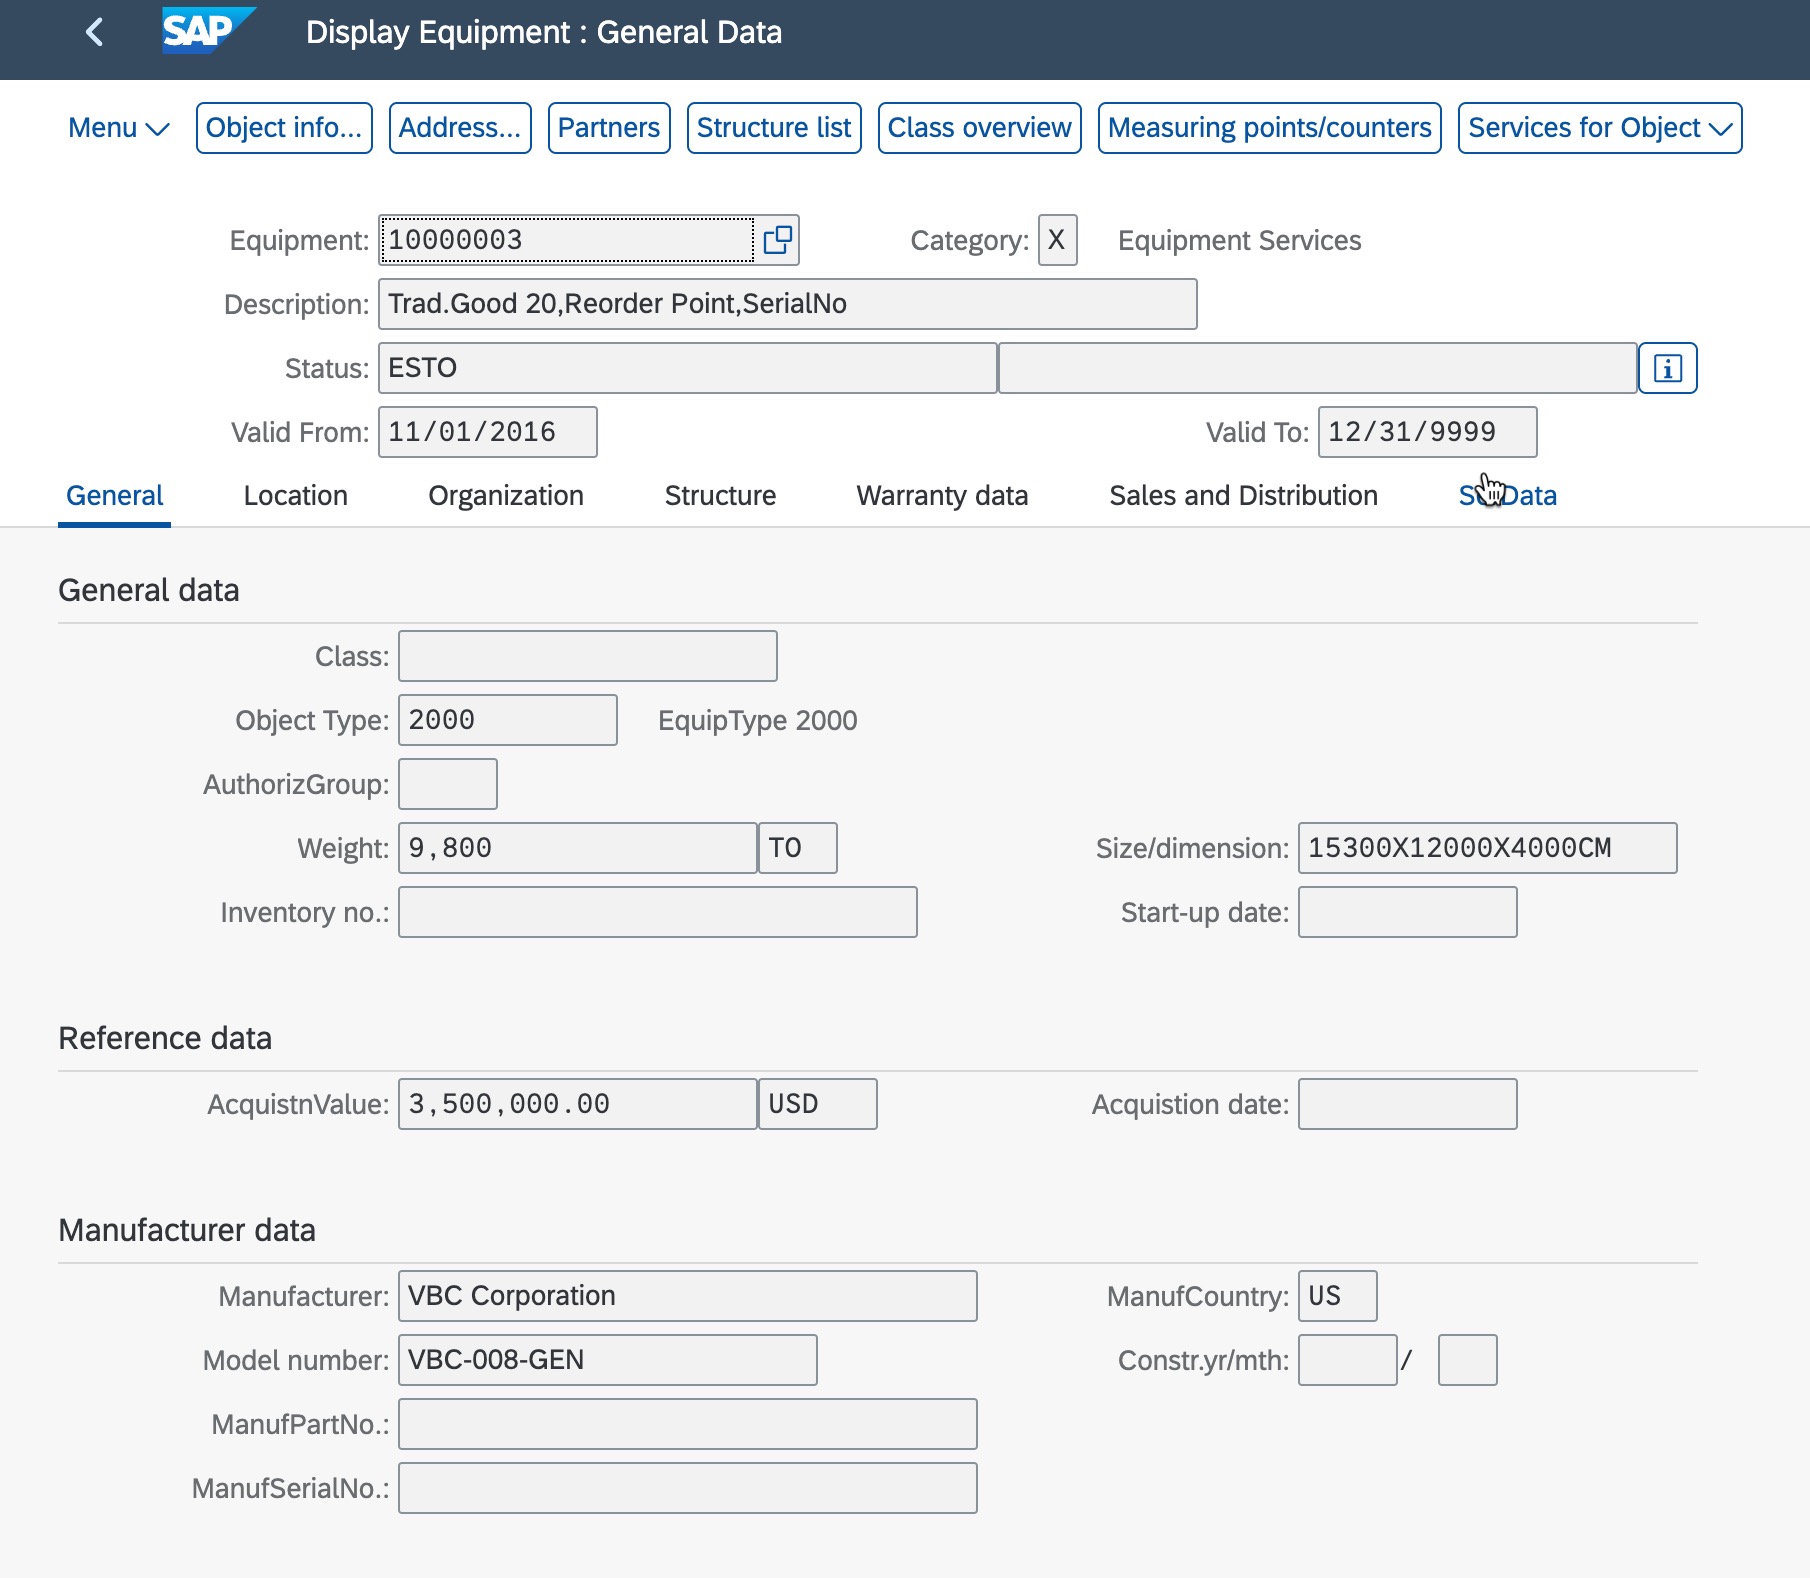 SAP Display Equipment : General Data
Menu Object info... Address... Partners Structure list Class overview Measuring points/counters Services for Object
Equipment: 10000003 Category: X Equipment Services
Description: Trad.Good 20,Reorder Point,SerialNo
Status: ESTO
Valid From: 11/01/2016 Valid To: 12/31/9999
General Location Organization Structure Warranty data Sales and Distribution Data
General data
Class:
Object Type: 2000 EquipType 2000
AuthorizGroup:
Weight: 9,800 TO Size/dimension: 15300X12000X4000CM
Inventory no.: Start-up date:
Reference data
AcquistnValue: 3,500,000.00 USD Acquistion date:
Manufacturer data
Manufacturer: VBC Corporation ManufCountry: US
Model number: VBC-008-GEN Constr.yr/mth: /
ManufPartNo.:
ManufSerialNo.: